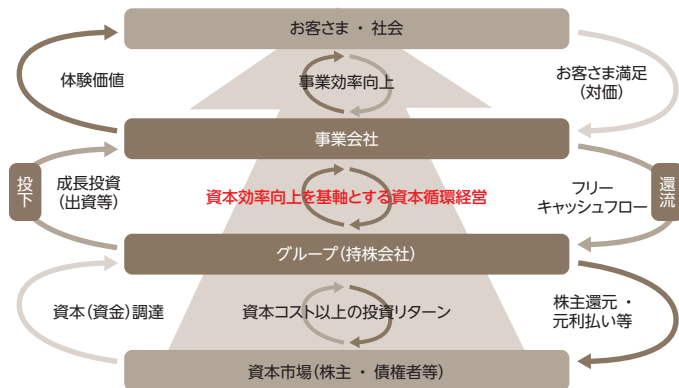 お客さま ・ 社会
体験価値
事業効率向上
お客さま満足
(対価)
事業会社
投下
成長投資
(出資等)
資本効率向上を基軸とする資本循環経営
フリー
キャッシュフロー
還流
グループ(持株会社)
資本(資金)調達
資本コスト以上の投資リターン
株主還元 ・
元利払い等
資本市場(株主 ・ 債権者等)